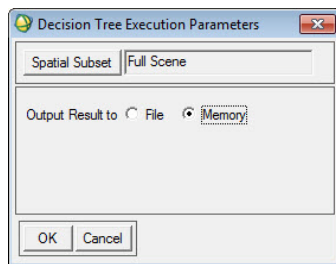 Decision Tree Execution Parameters
Spatial Subset Full Scene
Output Result to File Memory
OK Cancel